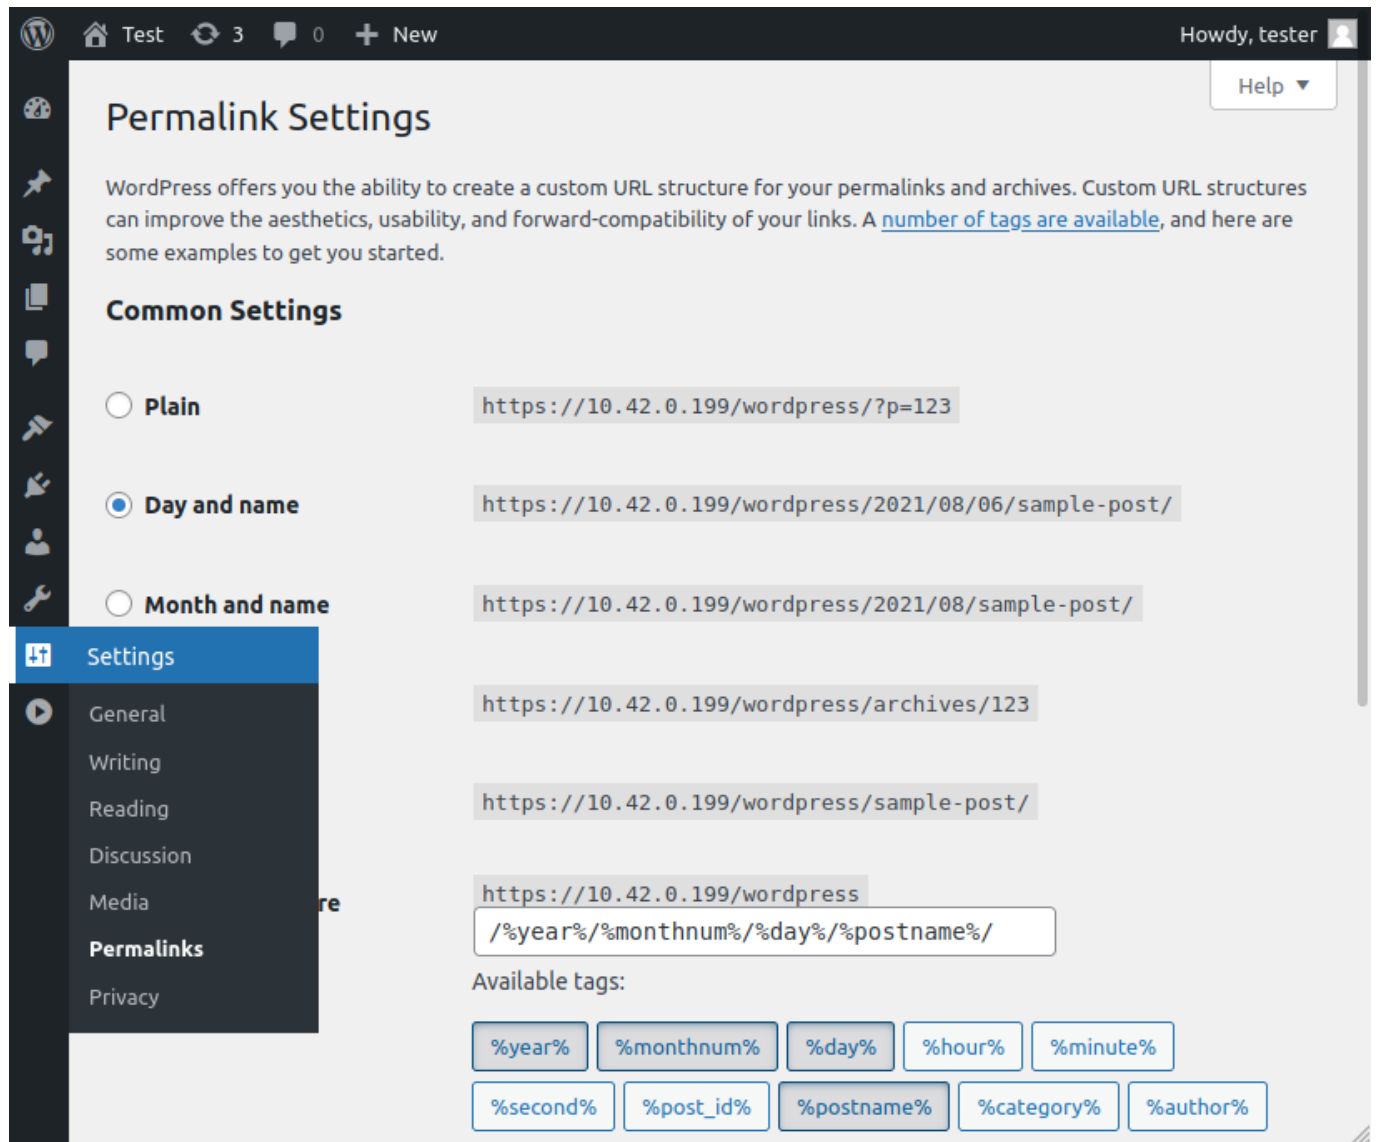 Test 3 0 New Howdy, tester
Help
Permalink Settings
WordPress offers you the ability to create a custom URL structure for your permalinks and archives. Custom URL structures
can improve the aesthetics, usability, and forward-compatibility of your links. A number of tags are available, and here are
some examples to get you started.
Common Settings
Plain https://10.42.0.199/wordpress/?p=123
Day and name https://10.42.0.199/wordpress/2021/08/06/sample-post/
Month and name https://10.42.0.199/wordpress/2021/08/sample-post/
Settings
https://10.42.0.199/wordpress/archives/123
General
Writing
https://10.42.0.199/wordpress/sample-post/
Reading
Discussion
https://10.42.0.199/wordpress
Media re
/%year%/%monthnum%/%day%/%postname%/
Permalinks
Available tags:
Privacy
%year% %monthnum% %day% %hour% %minute%
%second% %post_id% %postname% %category% %author%